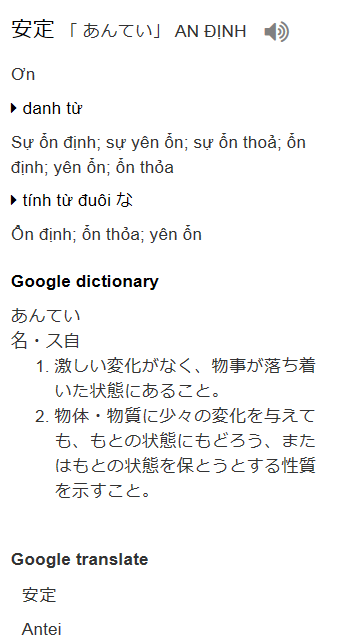 安定 「 あんてい」 AN ĐỊNH
Ơn
danh từ
Sự ổn định; sự yên ổn; sự ổn thoả; ổn
định; yên ổn; ổn thỏa
tính từ đuôi な
Ổn định; ổn thỏa; yên ổn
Google dictionary
あんてい
名・ス自
1. 激しい変化がなく、物事が落ち着
いた状態にあること。
2. 物体・物質に少々の変化を与えて
も、もとの状態にもどろう、また
はもとの状態を保とうとする性質
を示すこと。
Google translate
安定
Antei